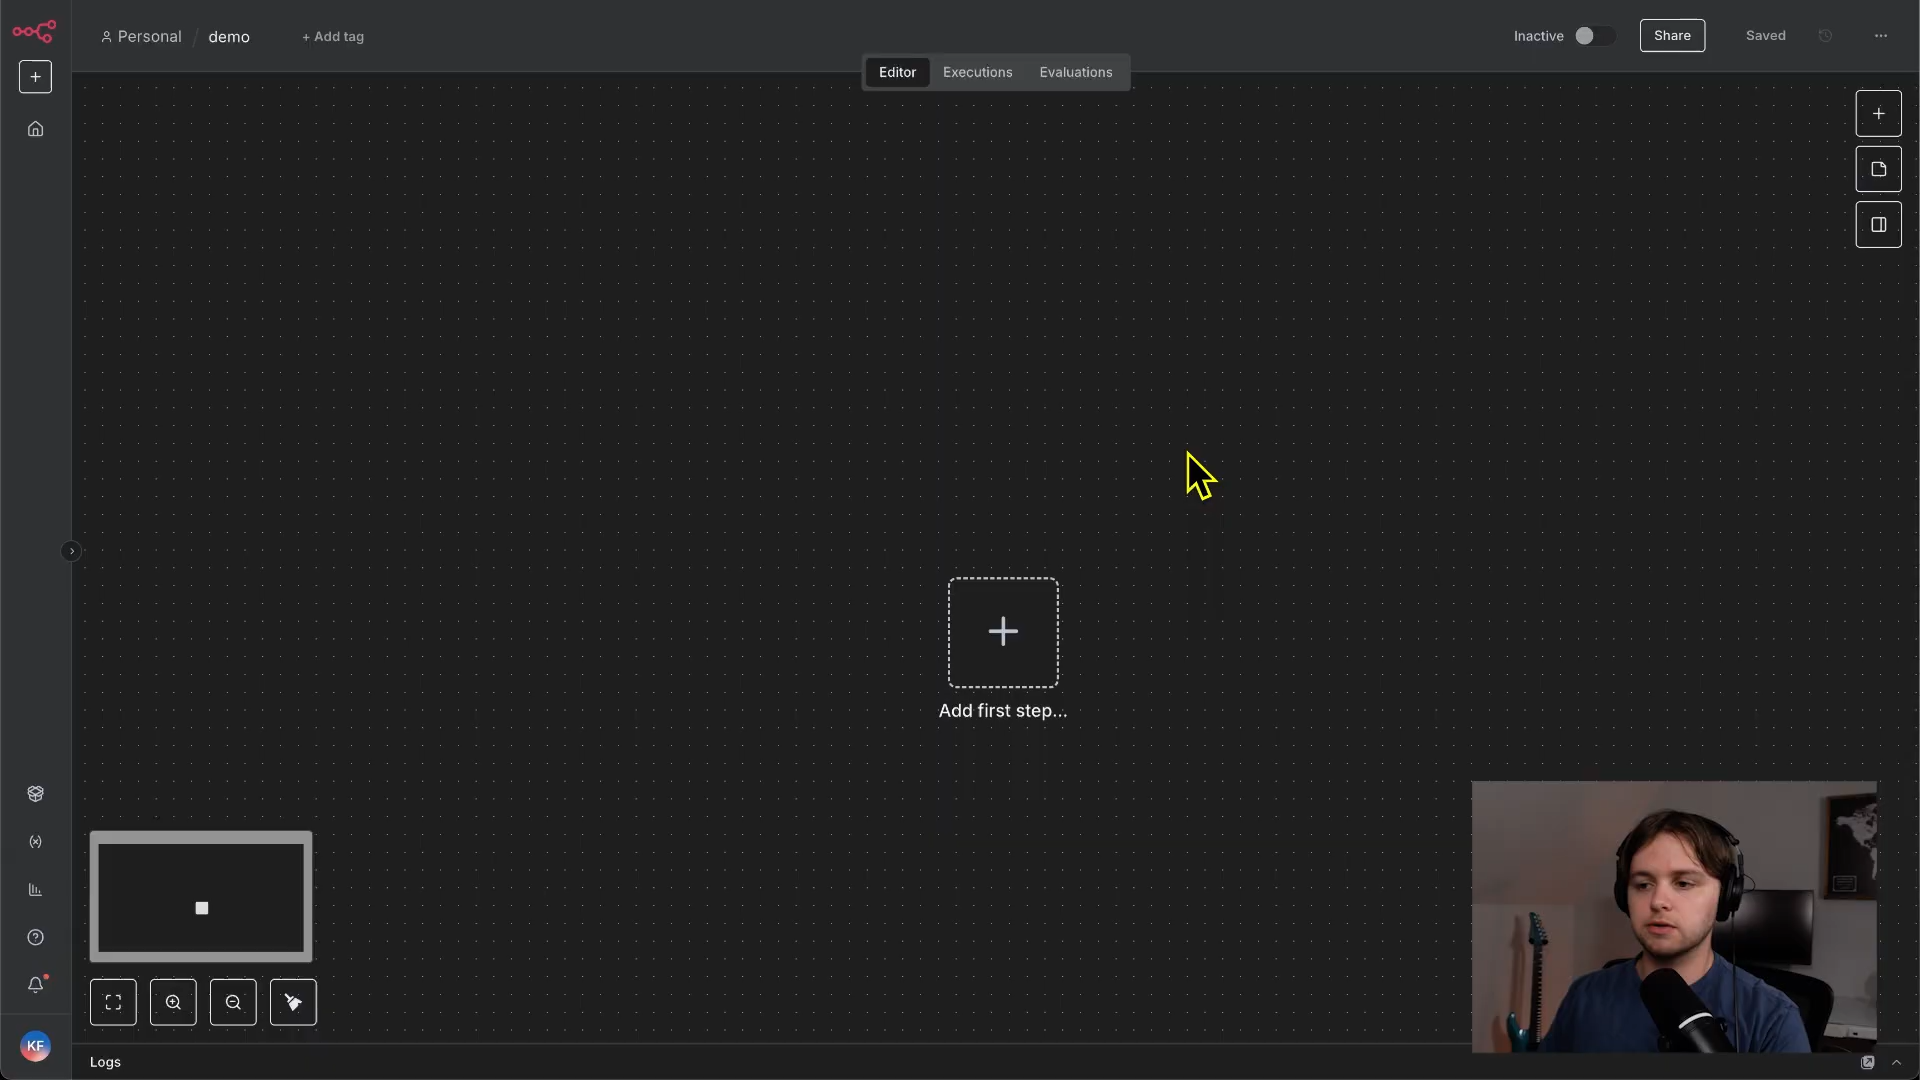 Personal / demo + Add tag
Inactive Share Saved
Editor Executions Evaluations
Add first step...
KF
Logs